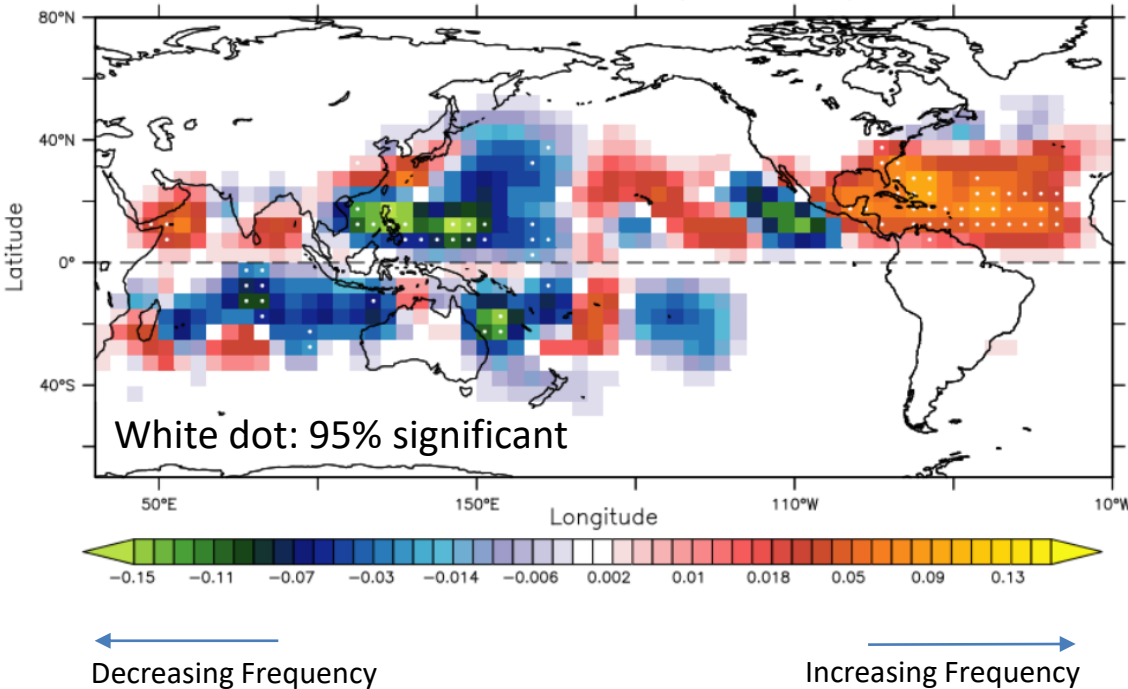 80°N
40°N
0°
40°S
Latitude
White dot: 95% significant
50°E 150°E 110°W 10°W
Longitude
−0.15 −0.11 −0.07 −0.03 −0.014 −0.006 0.002 0.01 0.018 0.05 0.09 0.13
Decreasing Frequency Increasing Frequency